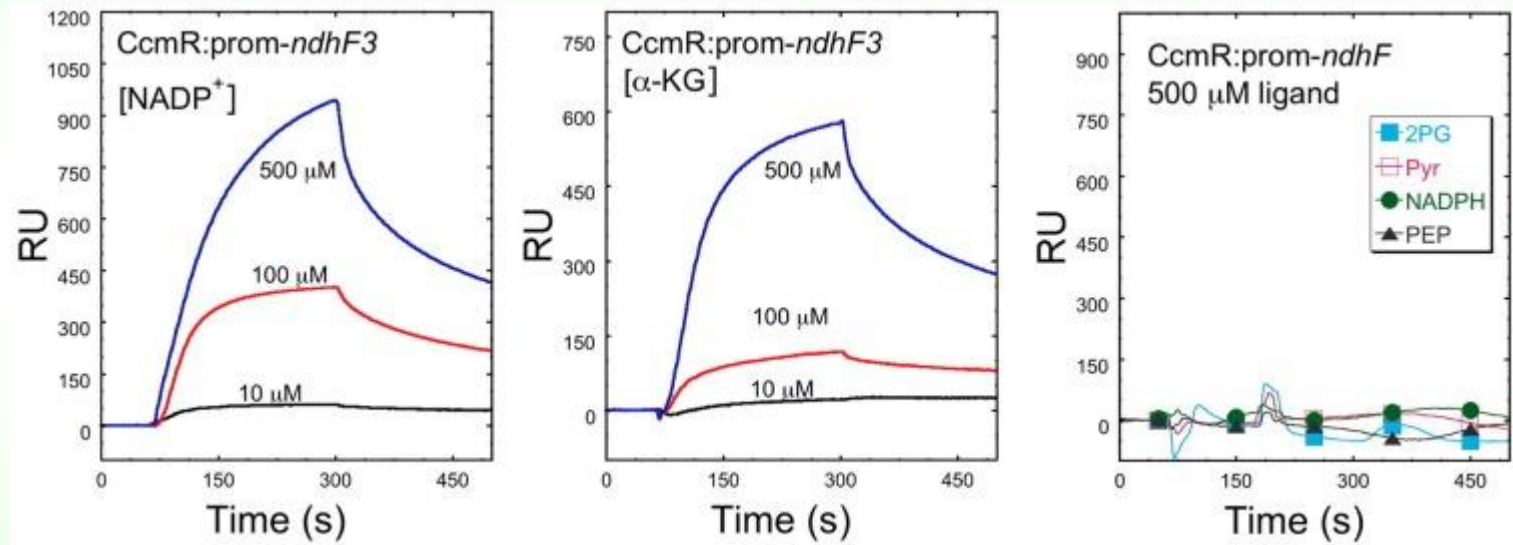 CcmR:prom-ndhF3
[NADP+]
500 μM
100 μM
10 μM
1200
1050
900
750
600
450
300
150
0
RU
0
150
300
450
Time (s)
CcmR:prom-ndhF3
[α-KG]
500 μM
100 μM
10 μM
750
600
450
300
150
0
RU
0
150
300
450
Time (s)
CcmR:prom-ndhF
500 μM ligand
2PG
Pyr
NADPH
PEP
900
750
600
450
300
150
0
RU
0
150
300
450
Time (s)